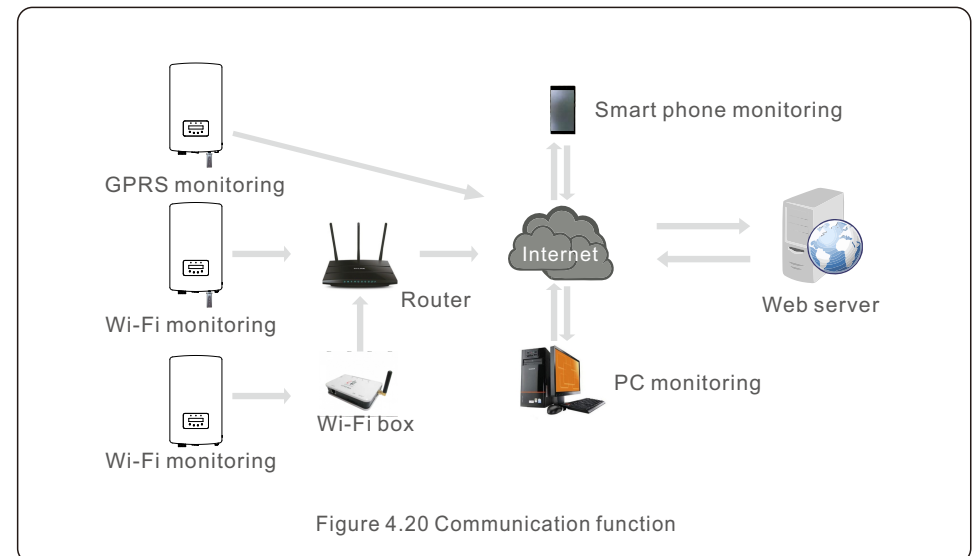 Smart phone monitoring
GPRS monitoring
Internet
Router
Web server
Wi-Fi monitoring
PC monitoring
Wi-Fi box
Wi-Fi monitoring
Figure 4.20 Communication function